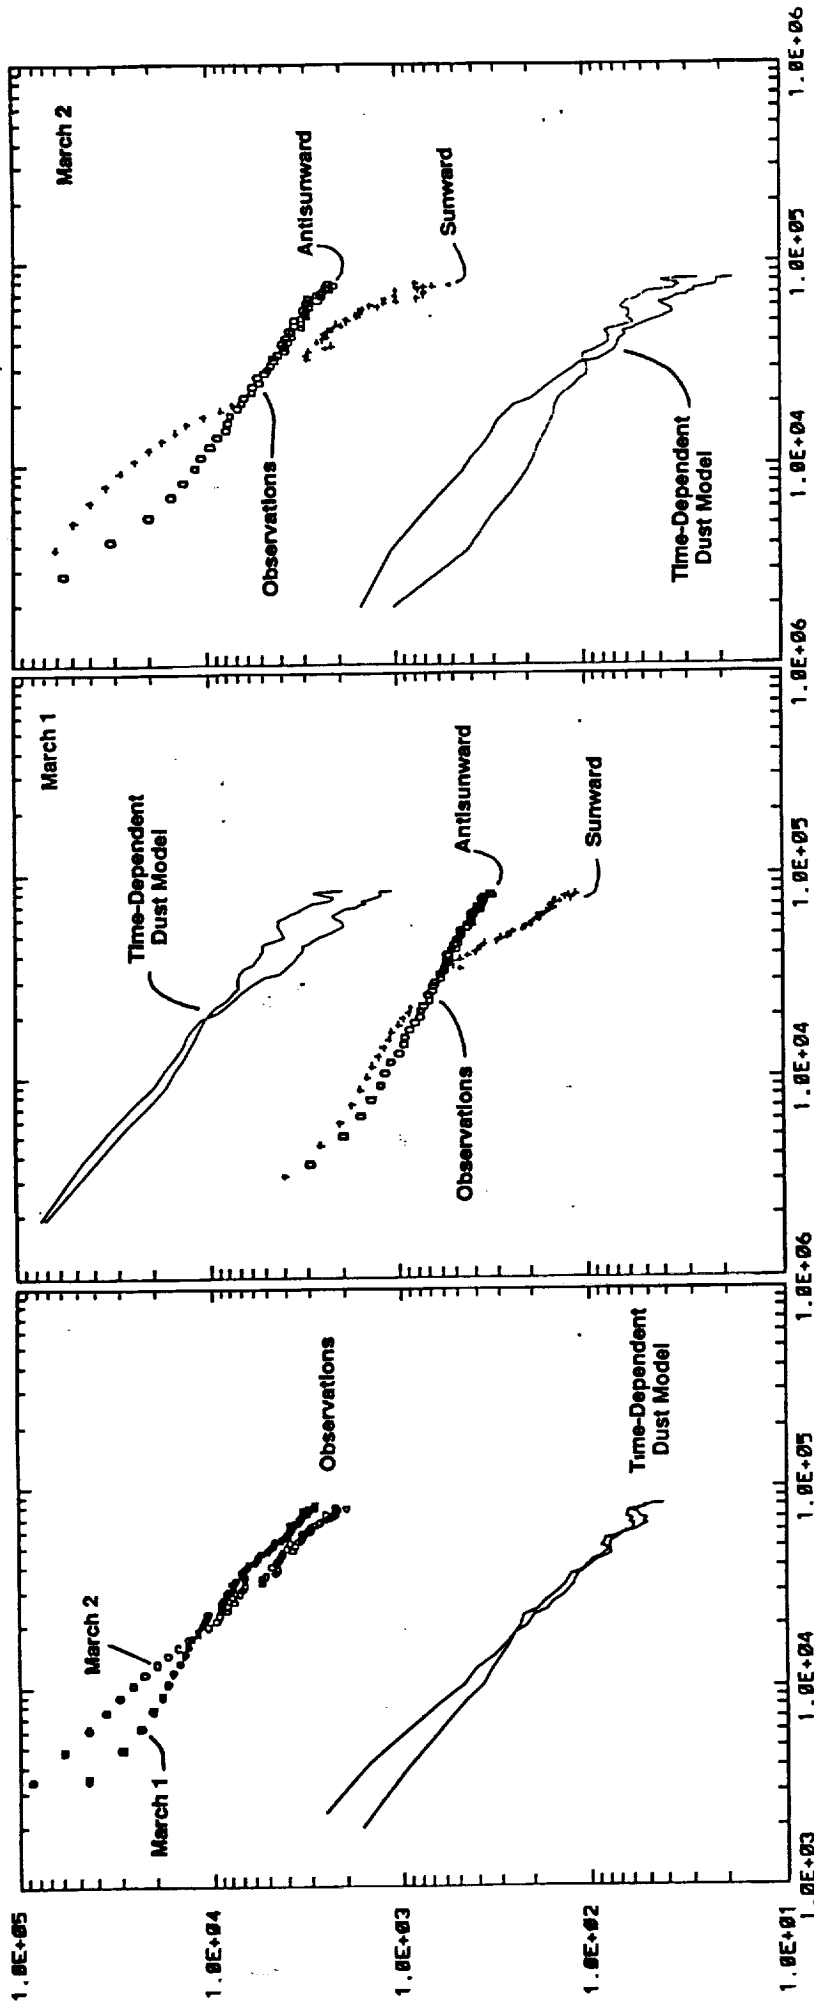 1.0E+05
1.0E+04
1.0E+03
1.0E+02
1.0E+01
March 2
March 1
Observations
Time-Dependent
Dust Model
1.0E+03
1.0E+04
1.0E+05
1.0E+06
March 1
Time-Dependent
Dust Model
Antisunward
Observations
Sunward
1.0E+04
1.0E+05
1.0E+06
March 2
Antisunward
Observations
Sunward
Time-Dependent
Dust Model
1.0E+04
1.0E+05
1.0E+06